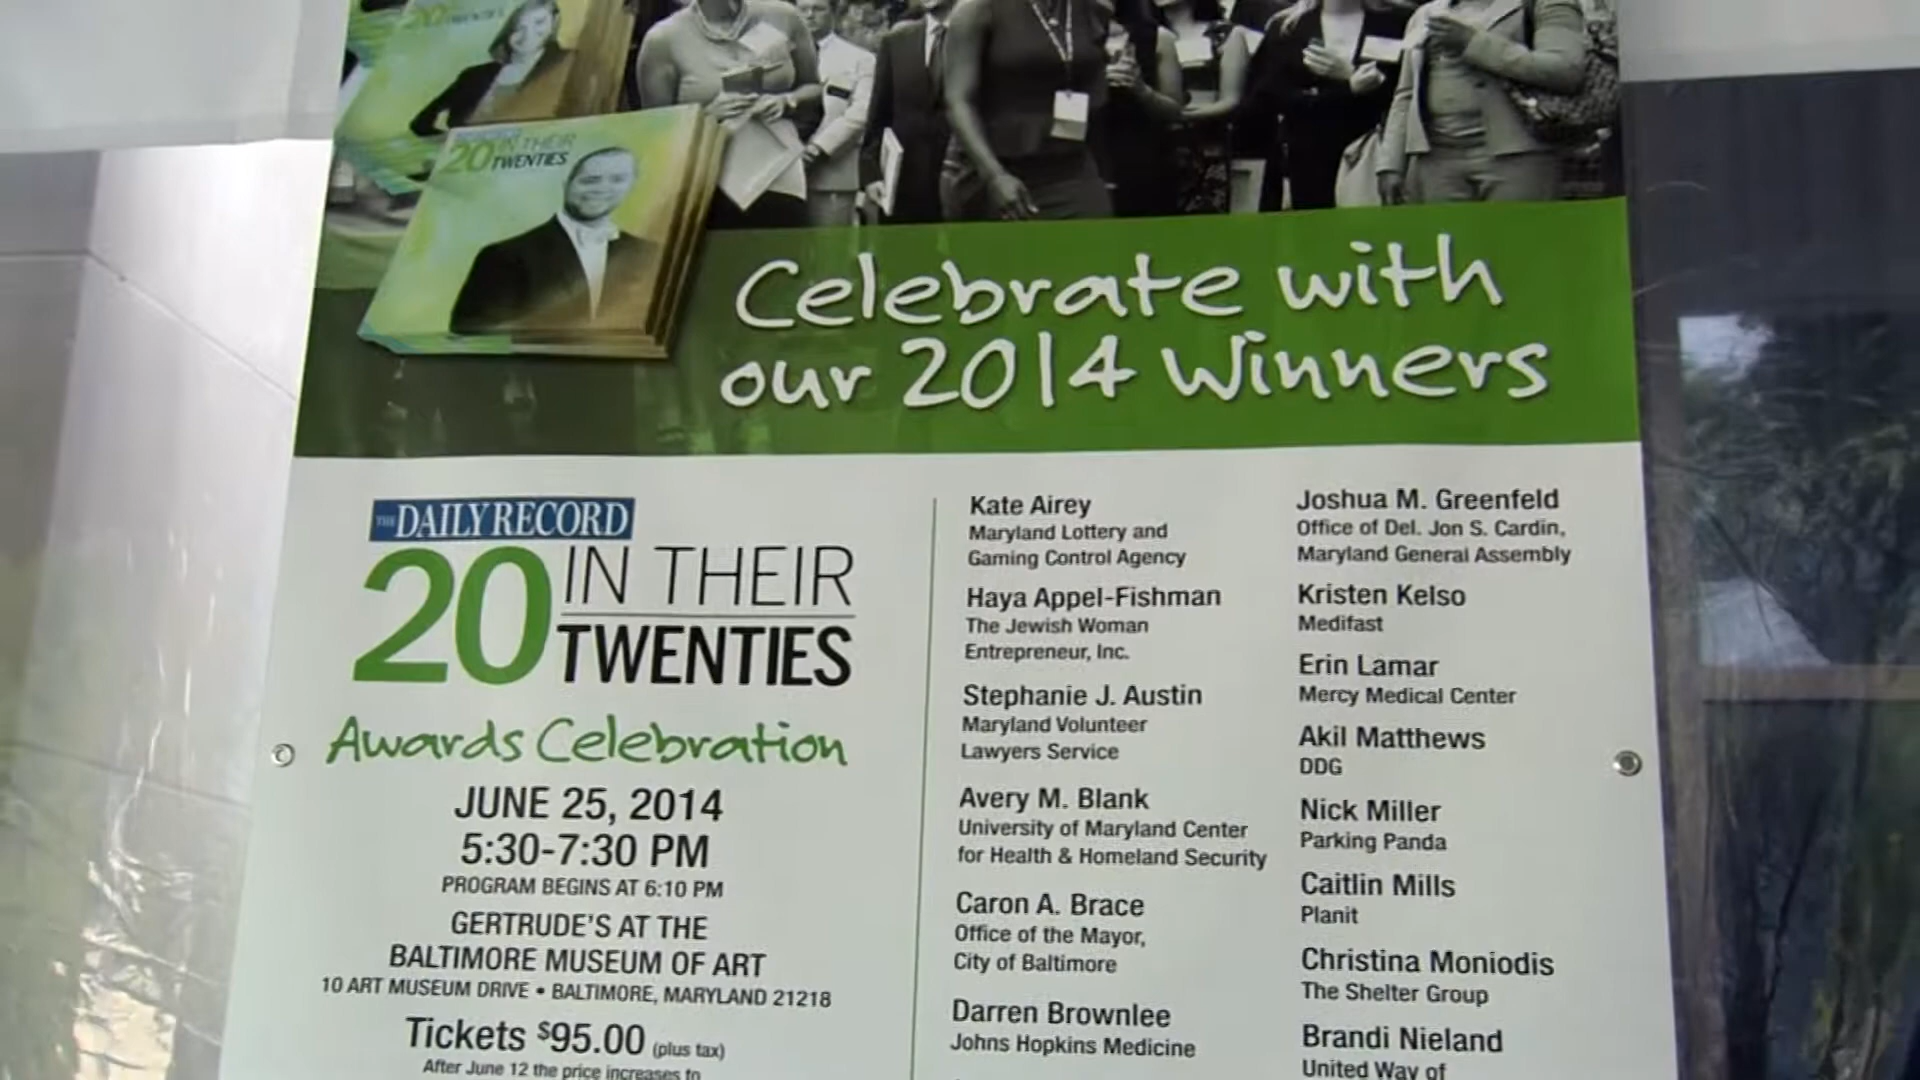 20 IN THEIR
TWENTIES
Celebrate with
our 2014 Winners
THE DAILY RECORD
20 IN THEIR
TWENTIES
Awards Celebration
JUNE 25, 2014
5:30-7:30 PM
PROGRAM BEGINS AT 6:10 PM
GERTRUDE'S AT THE
BALTIMORE MUSEUM OF ART
10 ART MUSEUM DRIVE • BALTIMORE, MARYLAND 21218
Tickets $95.00 (plus tax)
After June 12 the price increases to
Kate Airey
Maryland Lottery and
Gaming Control Agency
Haya Appel-Fishman
The Jewish Woman
Entrepreneur, Inc.
Stephanie J. Austin
Maryland Volunteer
Lawyers Service
Avery M. Blank
University of Maryland Center
for Health & Homeland Security
Caron A. Brace
Office of the Mayor,
City of Baltimore
Darren Brownlee
Johns Hopkins Medicine
Joshua M. Greenfeld
Office of Del. Jon S. Cardin,
Maryland General Assembly
Kristen Kelso
Medifast
Erin Lamar
Mercy Medical Center
Akil Matthews
DDG
Nick Miller
Parking Panda
Caitlin Mills
Planit
Christina Moniodis
The Shelter Group
Brandi Nieland
United Way of